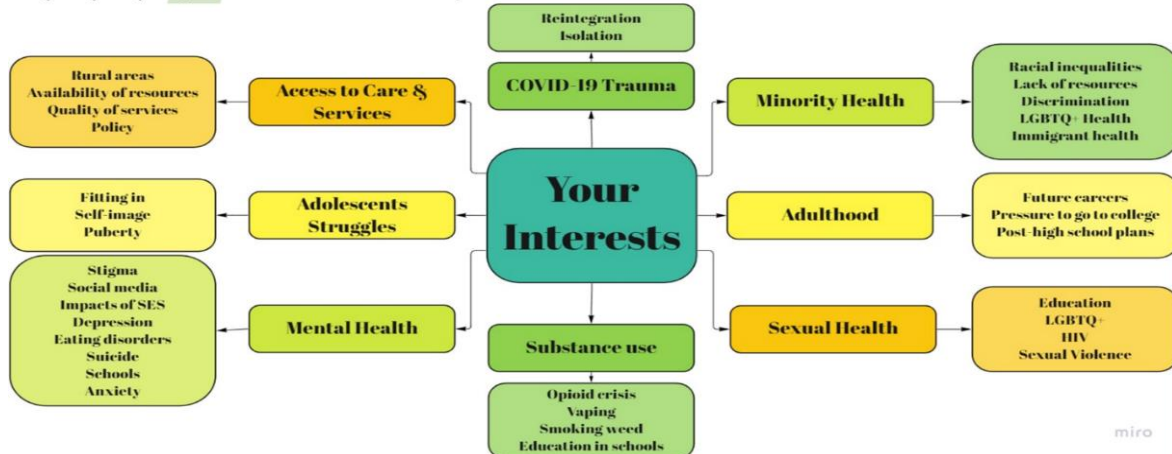 Reintegration
Isolation
COVID-19 Trauma
Rural areas
Availability of resources
Quality of services
Policy
Access to Care &
Services
Minority Health
Racial inequalities
Lack of resources
Discrimination
LGBTQ+ Health
Immigrant health
Your
Interests
Fitting in
Self-image
Puberty
Adolescents
Struggles
Adulthood
Future careers
Pressure to go to college
Post-high school plans
Stigma
Social media
Impacts of SES
Depression
Eating disorders
Suicide
Schools
Anxiety
Mental Health
Substance use
Opioid crisis
Vaping
Smoking weed
Education in schools
Sexual Health
Education
LGBTQ+
HIV
Sexual Violence
miro